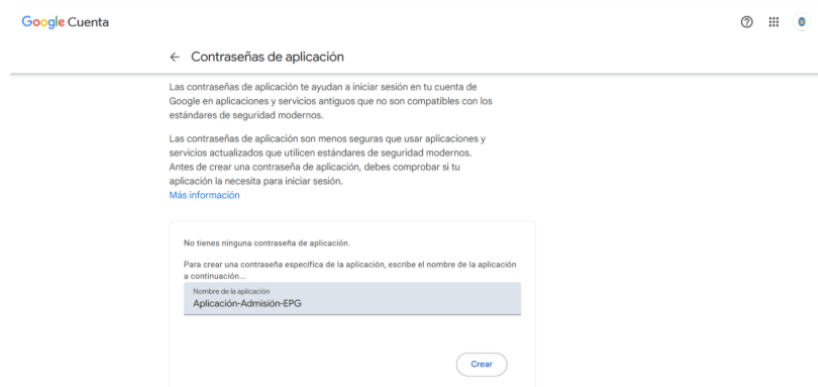 Google Cuenta
← Contraseñas de aplicación
Las contraseñas de aplicación te ayudan a iniciar sesión en tu cuenta de
Google en aplicaciones y servicios antiguos que no son compatibles con los
estándares de seguridad modernos.
Las contraseñas de aplicación son menos seguras que usar aplicaciones y
servicios actualizados que utilicen estándares de seguridad modernos.
Antes de crear una contraseña de aplicación, debes comprobar si tu
aplicación la necesita para iniciar sesión.
Más información
No tienes ninguna contraseña de aplicación.
Para crear una contraseña específica de la aplicación, escribe el nombre de la aplicación
a continuación...
Nombre de la aplicación
Aplicación-Admisión-EPG
Crear